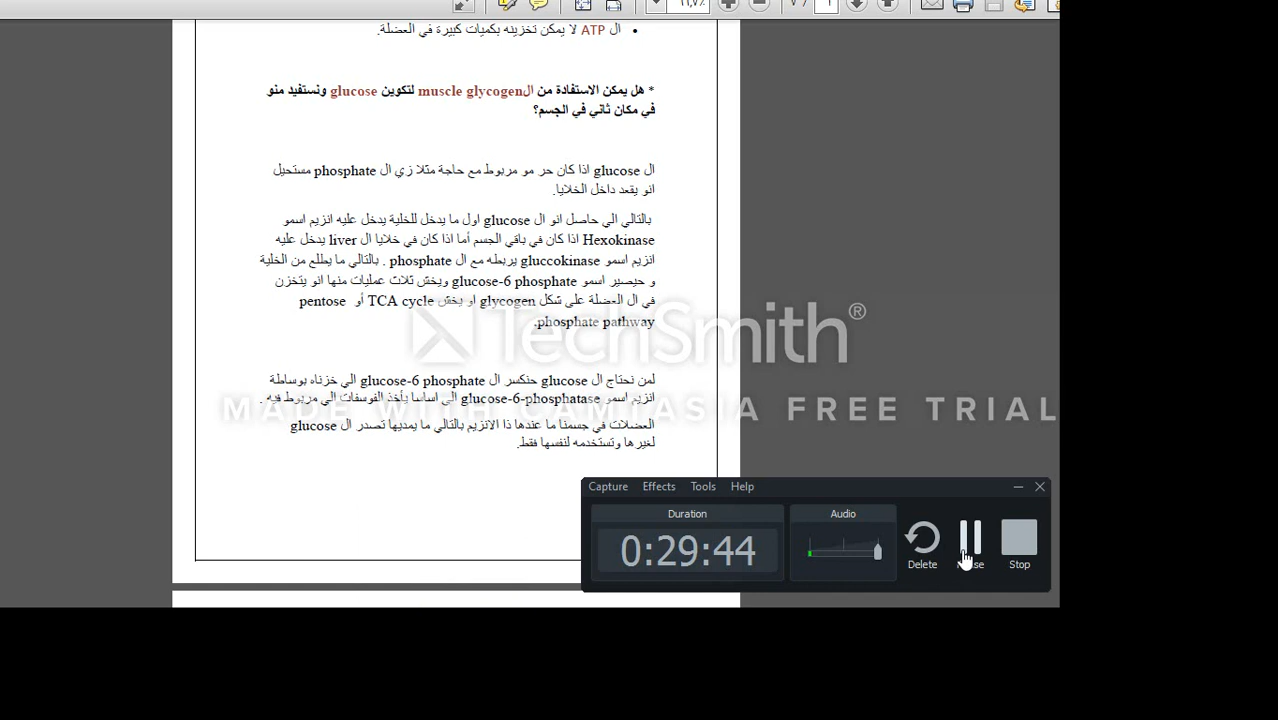 ١١٦٫٧٪
٧ /
١
ال ATP لا يمكن تخزينه بكميات كبيرة في العضلة.
* هل يمكن الاستفادة من الmuscle glycogen لتكوين glucose ونستفيد منو
في مكان ثاني في الجسم؟
ال glucose اذا كان حر مو مربوط مع حاجة مثلا زي ال phosphate مستحيل
انو يقعد داخل الخلايا.
بالتالي الي حاصل انو ال glucose اول ما يدخل للخلية يدخل عليه انزيم اسمو
Hexokinase اذا كان في باقي الجسم أما اذا كان في خلايا ال liver يدخل عليه
انزيم اسمو gluccokinase يربطه مع ال phosphate . بالتالي ما يطلع من الخلية
و حيصير اسمو glucose-6 phosphate ويخش ثلاث عمليات منها انو يتخزن
في ال العضلة على شكل glycogen او يخش TCA cycle أو pentose
phosphate pathway.
لمن نحتاج ال glucose حنكسر ال glucose-6 phosphate الي خزناه بوساطة
انزيم اسمو glucose-6-phosphatase الي اساسا يأخذ الفوسفات الي مربوط فيه .
العضلات في جسمنا ما عندها ذا الانزيم بالتالي ما يمديها تصدر ال glucose
لغيرها وتستخدمه لنفسها فقط.
TechSmith®
MADE WITH CAMTASIA FREE TRIAL
Capture Effects Tools Help
Duration Audio
0:29:44
Delete Pause Stop